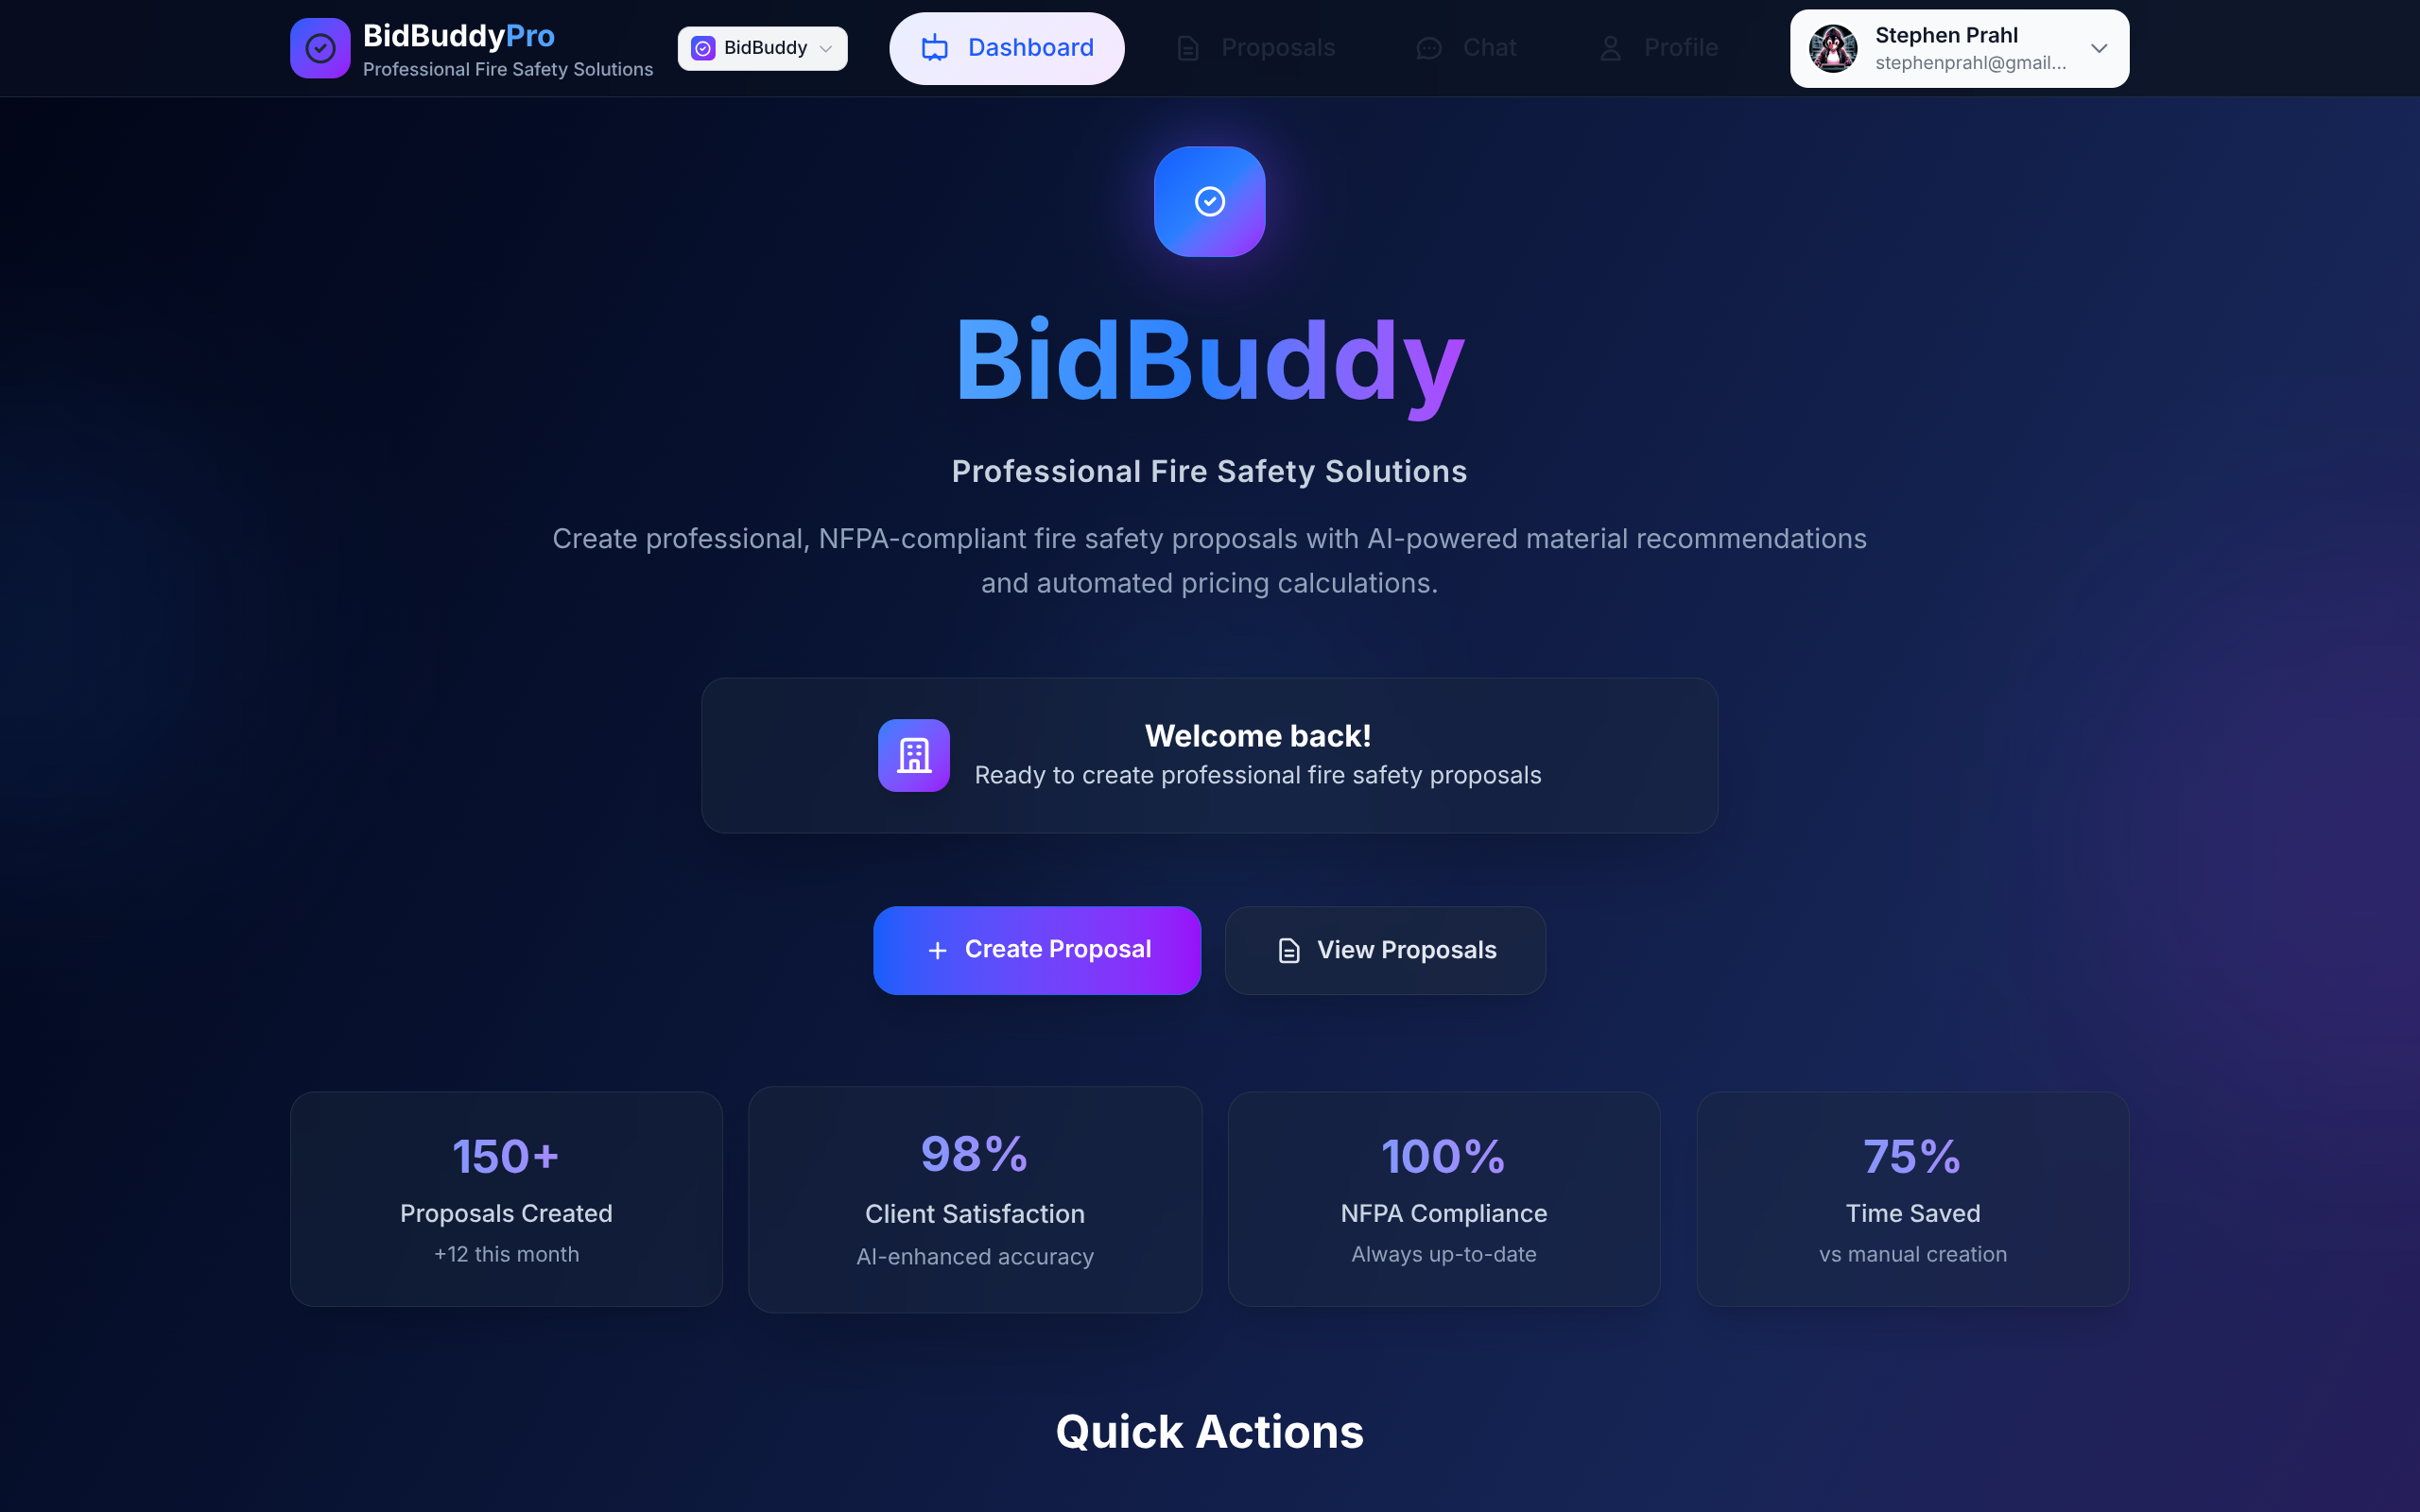 BidBuddyPro
Professional Fire Safety Solutions
BidBuddy
Dashboard
Proposals
Chat
Profile
Stephen Prahl
stephenprahl@gmail...
BidBuddy
Professional Fire Safety Solutions
Create professional, NFPA-compliant fire safety proposals with AI-powered material recommendations
and automated pricing calculations.
Welcome back!
Ready to create professional fire safety proposals
Create Proposal
View Proposals
150+
Proposals Created
+12 this month
98%
Client Satisfaction
AI-enhanced accuracy
100%
NFPA Compliance
Always up-to-date
75%
Time Saved
vs manual creation
Quick Actions